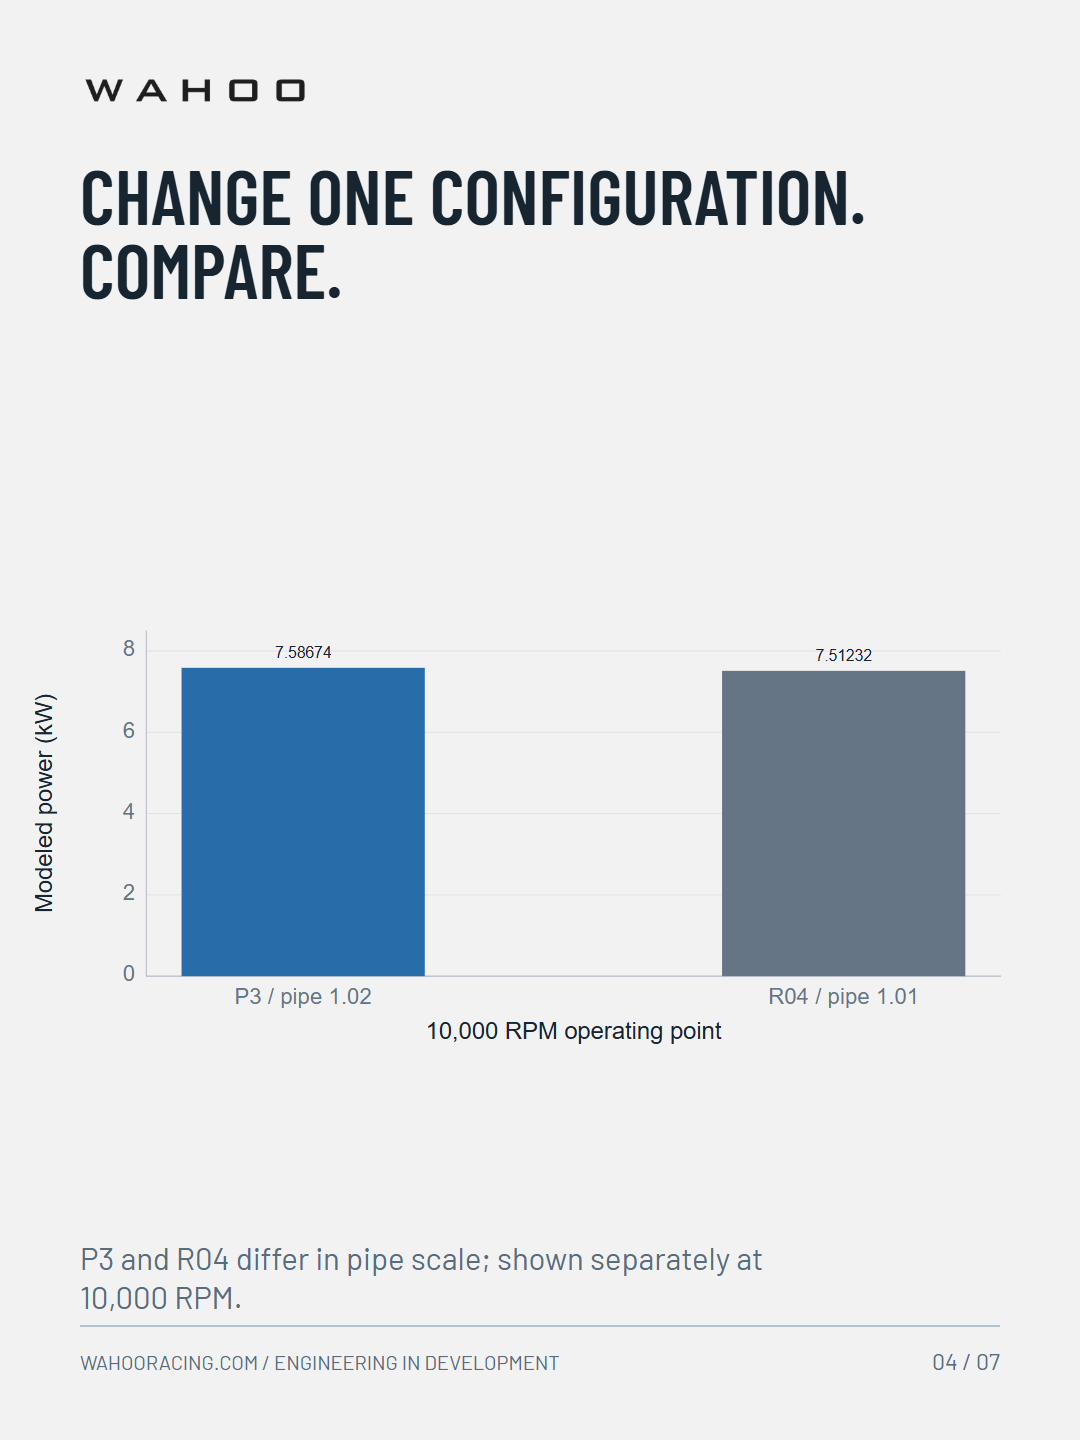 WAHOO
CHANGE ONE CONFIGURATION.
COMPARE.
Modeled power (kW)
8
6
4
2
0
7.58674
7.51232
P3 / pipe 1.02
R04 / pipe 1.01
10,000 RPM operating point
P3 and R04 differ in pipe scale; shown separately at
10,000 RPM.
WAHOORACING.COM / ENGINEERING IN DEVELOPMENT
04 / 07